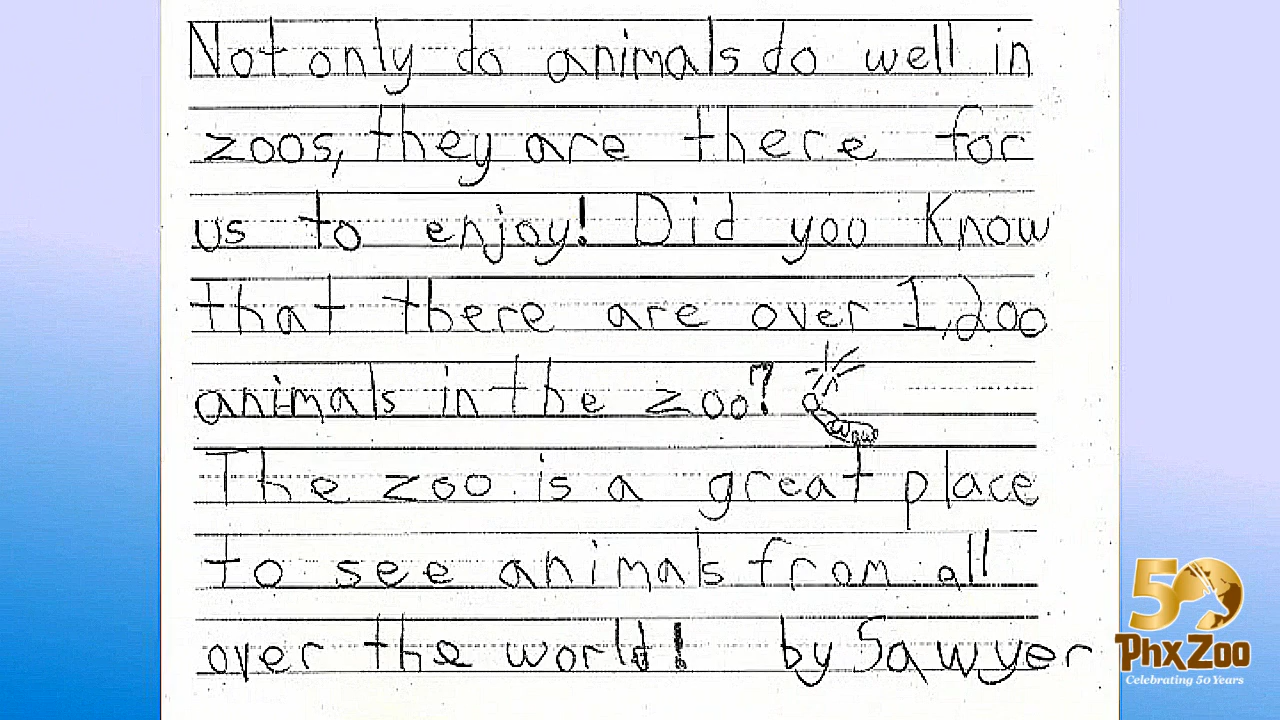 Not only do animals do well in
zoos, they are there for
us to enjoy! Did you Know
that there are over 1,200
animals in the zoo?
The zoo is a great place
to see animals from all
over the world! by Sawyer
50
PhxZoo
Celebrating 50 Years